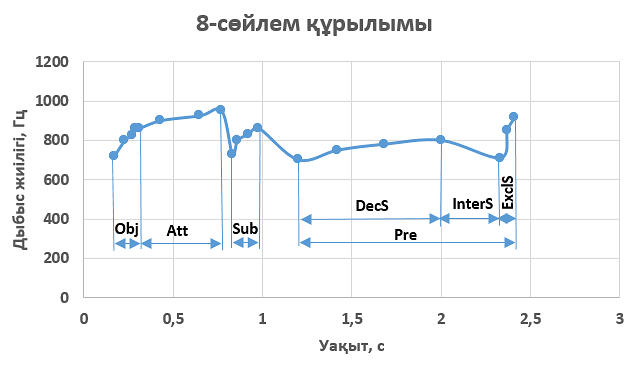 8-сөйлем құрылымы
Дыбыс жиілігі, Гц
1200
1000
800
600
400
200
0
DecS
InterS
ExclS
Obj
Att
Sub
Pre
0
0,5
1
1,5
2
2,5
3
Уақыт, с